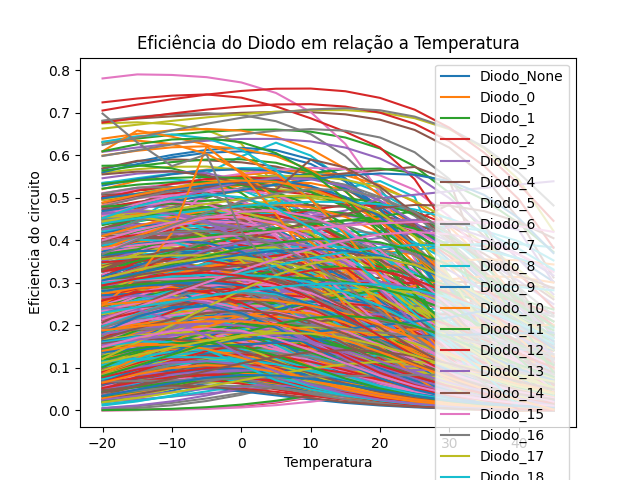 Eficiência do Diodo em relação a Temperatura
Eficiencia do circuito
0.8
0.7
0.6
0.5
0.4
0.3
0.2
0.1
0.0
−20
−10
0
10
20
30
40
Temperatura
Diodo_None
Diodo_0
Diodo_1
Diodo_2
Diodo_3
Diodo_4
Diodo_5
Diodo_6
Diodo_7
Diodo_8
Diodo_9
Diodo_10
Diodo_11
Diodo_12
Diodo_13
Diodo_14
Diodo_15
Diodo_16
Diodo_17
Diodo_18